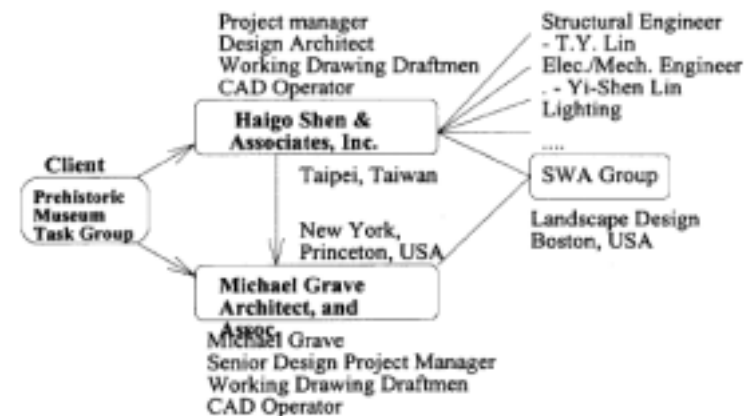 Project manager
Design Architect
Working Drawing Draftmen
CAD Operator
Haigo Shen &
Associates, Inc.
Taipei, Taiwan
Structural Engineer
- T.Y. Lin
Elec./Mech. Engineer
. - Yi-Shen Lin
Lighting
....
Client
Prehistoric
Museum
Task Group
SWA Group
Landscape Design
Boston, USA
New York,
Princeton, USA
Michael Grave
Architect, and
Assoc.
Michael Grave
Senior Design Project Manager
Working Drawing Draftmen
CAD Operator